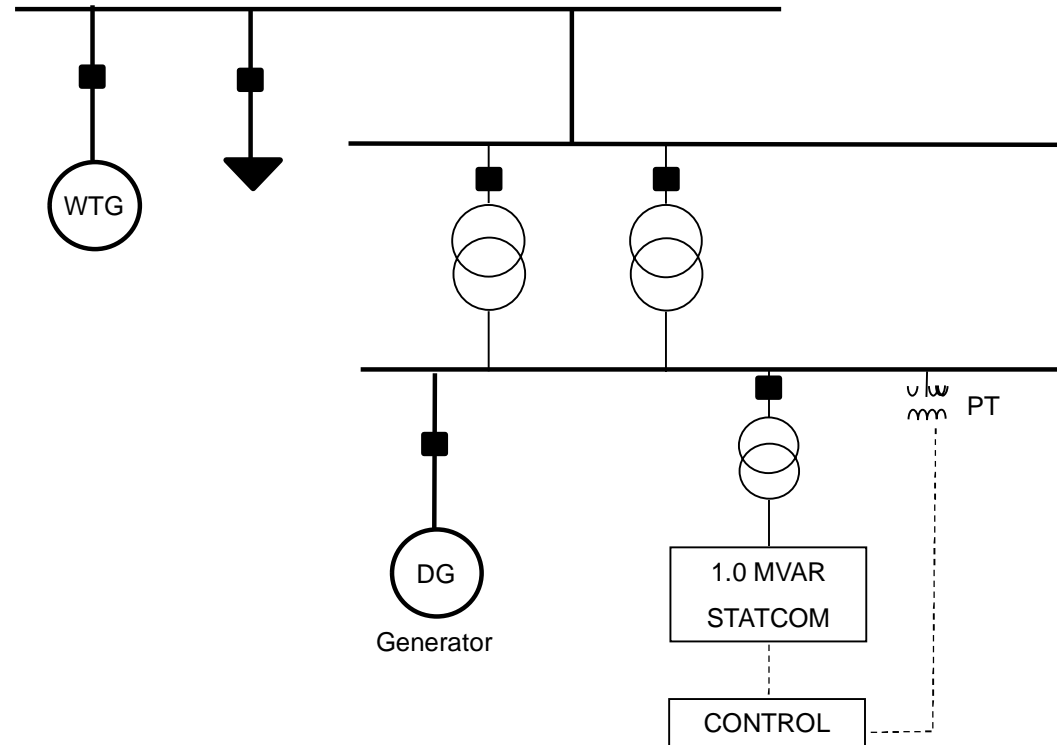 WTG
PT
DG
Generator
1.0 MVAR
STATCOM
CONTROL